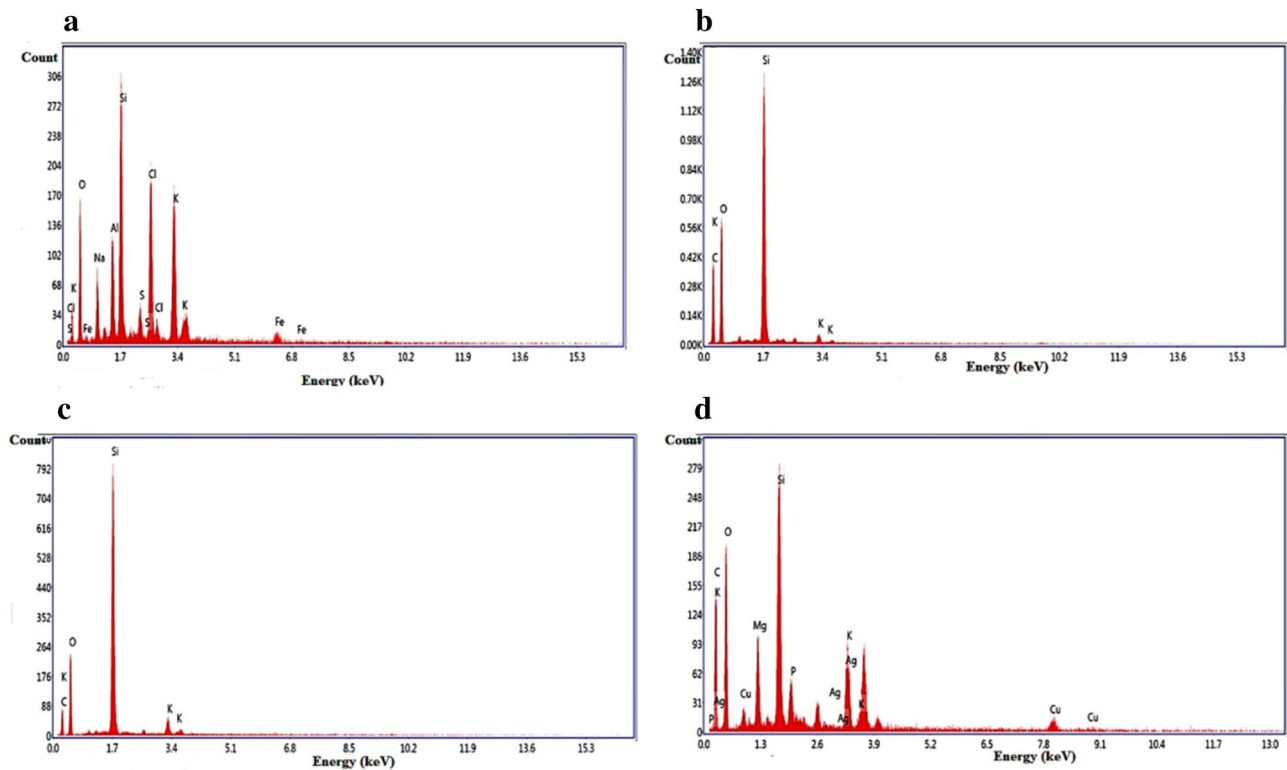 a
Count
306
272
238
204
170
136
102
68
34
0
Si
Cl
K
O
Al
Na
S
S
Cl
K
K
Cl
S
Fe
Fe
Fe
0.0 1.7 3.4 5.1 6.8 8.5 10.2 11.9 13.6 15.3
Energy (keV)
b
1.40K
Count
1.26K
1.12K
0.98K
0.84K
0.70K
0.56K
0.42K
0.28K
0.14K
0.00K
Si
O
K
C
K
K
0.0 1.7 3.4 5.1 6.8 8.5 10.2 11.9 13.6 15.3
Energy (keV)
c
Count
792
704
616
528
440
352
264
176
88
0
Si
O
K
C
K
K
0.0 1.7 3.4 5.1 6.8 8.5 10.2 11.9 13.6 15.3
Energy (keV)
d
Count
279
248
217
186
155
124
93
62
31
0
Si
O
C
K
Mg
K
Ag
P
Cu
Ag
Ag
K
Ag
P
Cu
Cu
0.0 1.3 2.6 3.9 5.2 6.5 7.8 9.1 10.4 11.7 13.0
Energy (keV)